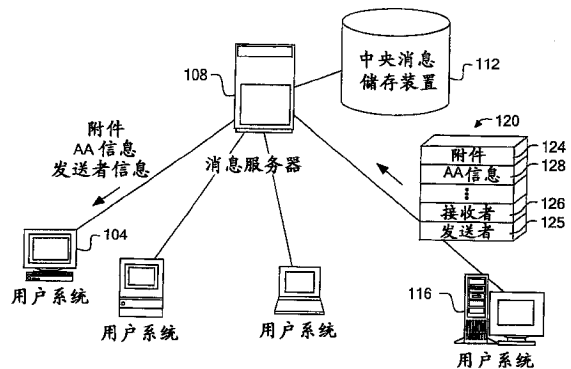 中央消息
储存装置
112
108
120
附件
AA 信息
发送者信息
消息服务器
附件
124
AA信息
128
接收者
126
发送者
125
104
用户系统
用户系统
用户系统
116
用户系统